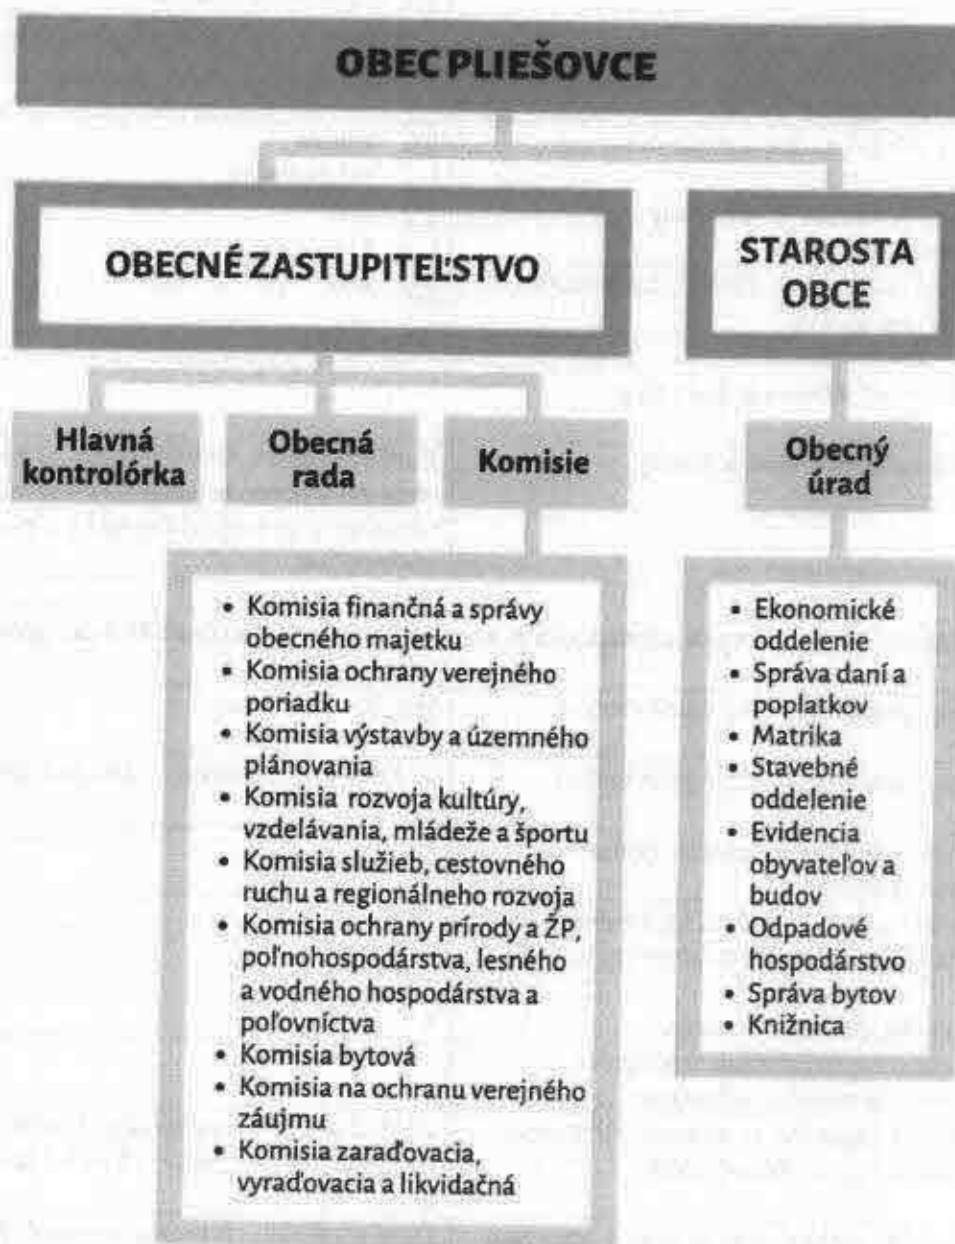 OBEC PLIEŠOVCE
OBECNÉ ZASTUPITEĽSTVO
STAROSTA
OBCE
Hlavná
kontrolórka
Obecná
rada
Komisie
Obecný
úrad
• Komisia finančná a správy
obecného majetku
• Komisia ochrany verejného
poriadku
• Komisia výstavby a územného
plánovania
• Komisia rozvoja kultúry,
vzdelávania, mládeže a športu
• Komisia služieb, cestovného
ruchu a regionálneho rozvoja
• Komisia ochrany prírody a ŽP,
poľnohospodárstva, lesného
a vodného hospodárstva a
poľovníctva
• Komisia bytová
• Komisia na ochranu verejného
záujmu
• Komisia zaraďovacia,
vyraďovacia a likvidačná
• Ekonomické
oddelenie
• Správa daní a
poplatkov
• Matrika
• Stavebné
oddelenie
• Evidencia
obyvateľov a
budov
• Odpadové
hospodárstvo
• Správa bytov
• Knižnica